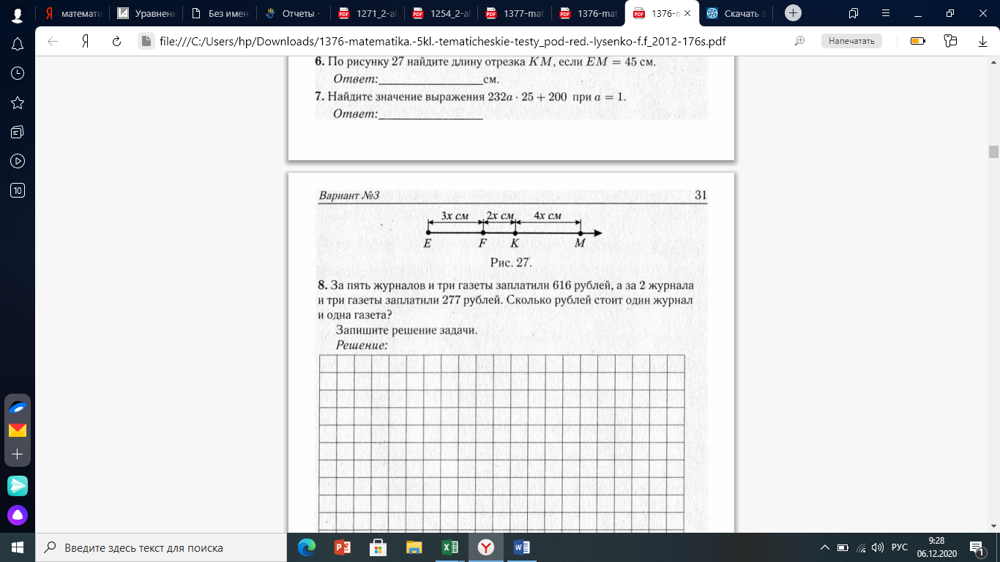 математи
Уравнени
Без имен
Отчеты -
1271_2-al
1254_2-al
1377-mat
1376-mat
1376-m
Скачать э
file:///C:/Users/hp/Downloads/1376-matematika.-5kl.-tematicheskie-testy_pod-red.-lysenko-f.f_2012-176s.pdf
Напечатать
6. По рисунку 27 найдите длину отрезка KM, если EM = 45 см.
Ответ:_________________см.
7. Найдите значение выражения 232a · 25 + 200 при a = 1.
Ответ:_________________
Вариант №3 31
3x см 2x см 4x см
E F K M
Рис. 27.
8. За пять журналов и три газеты заплатили 616 рублей, а за 2 журнала
и три газеты заплатили 277 рублей. Сколько рублей стоит один журнал
и одна газета?
Запишите решение задачи.
Решение:
10
Введите здесь текст для поиска
РУС
9:28
06.12.2020
1